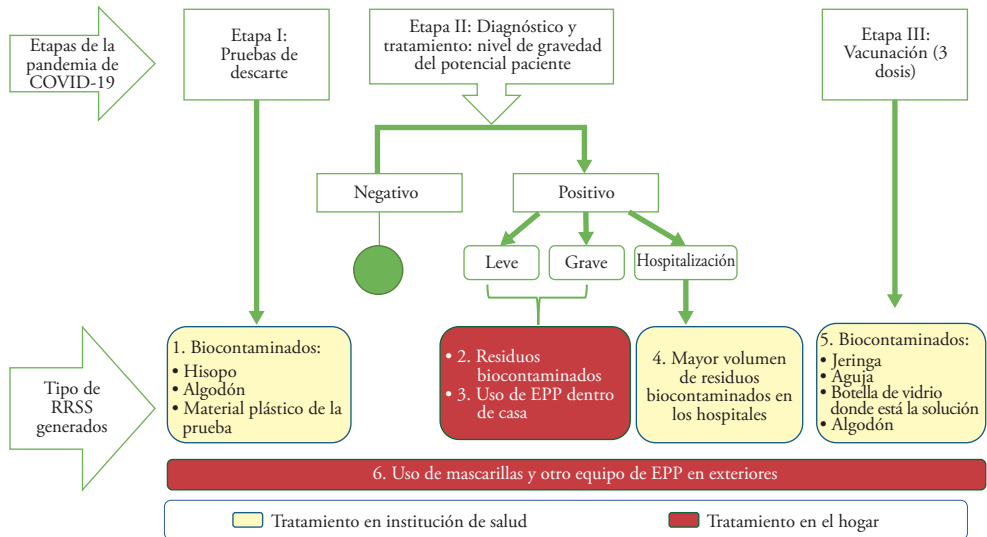 Etapas de la
pandemia de
COVID-19
Etapa I:
Pruebas de
descarte
Etapa II: Diagnóstico y
tratamiento: nivel de gravedad
del potencial paciente
Etapa III:
Vacunación (3
dosis)
Negativo
Positivo
Leve
Grave
Hospitalización
Tipo de
RRSS
generados
1. Biocontaminados:
• Hisopo
• Algodón
• Material plástico de la
prueba
• 2. Residuos
biocontaminados
• 3. Uso de EPP dentro
de casa
4. Mayor volumen
de residuos
biocontaminados en
los hospitales
5. Biocontaminados:
• Jeringa
• Aguja
• Botella de vidrio
donde está la solución
• Algodón
6. Uso de mascarillas y otro equipo de EPP en exteriores
Tratamiento en institución de salud
Tratamiento en el hogar